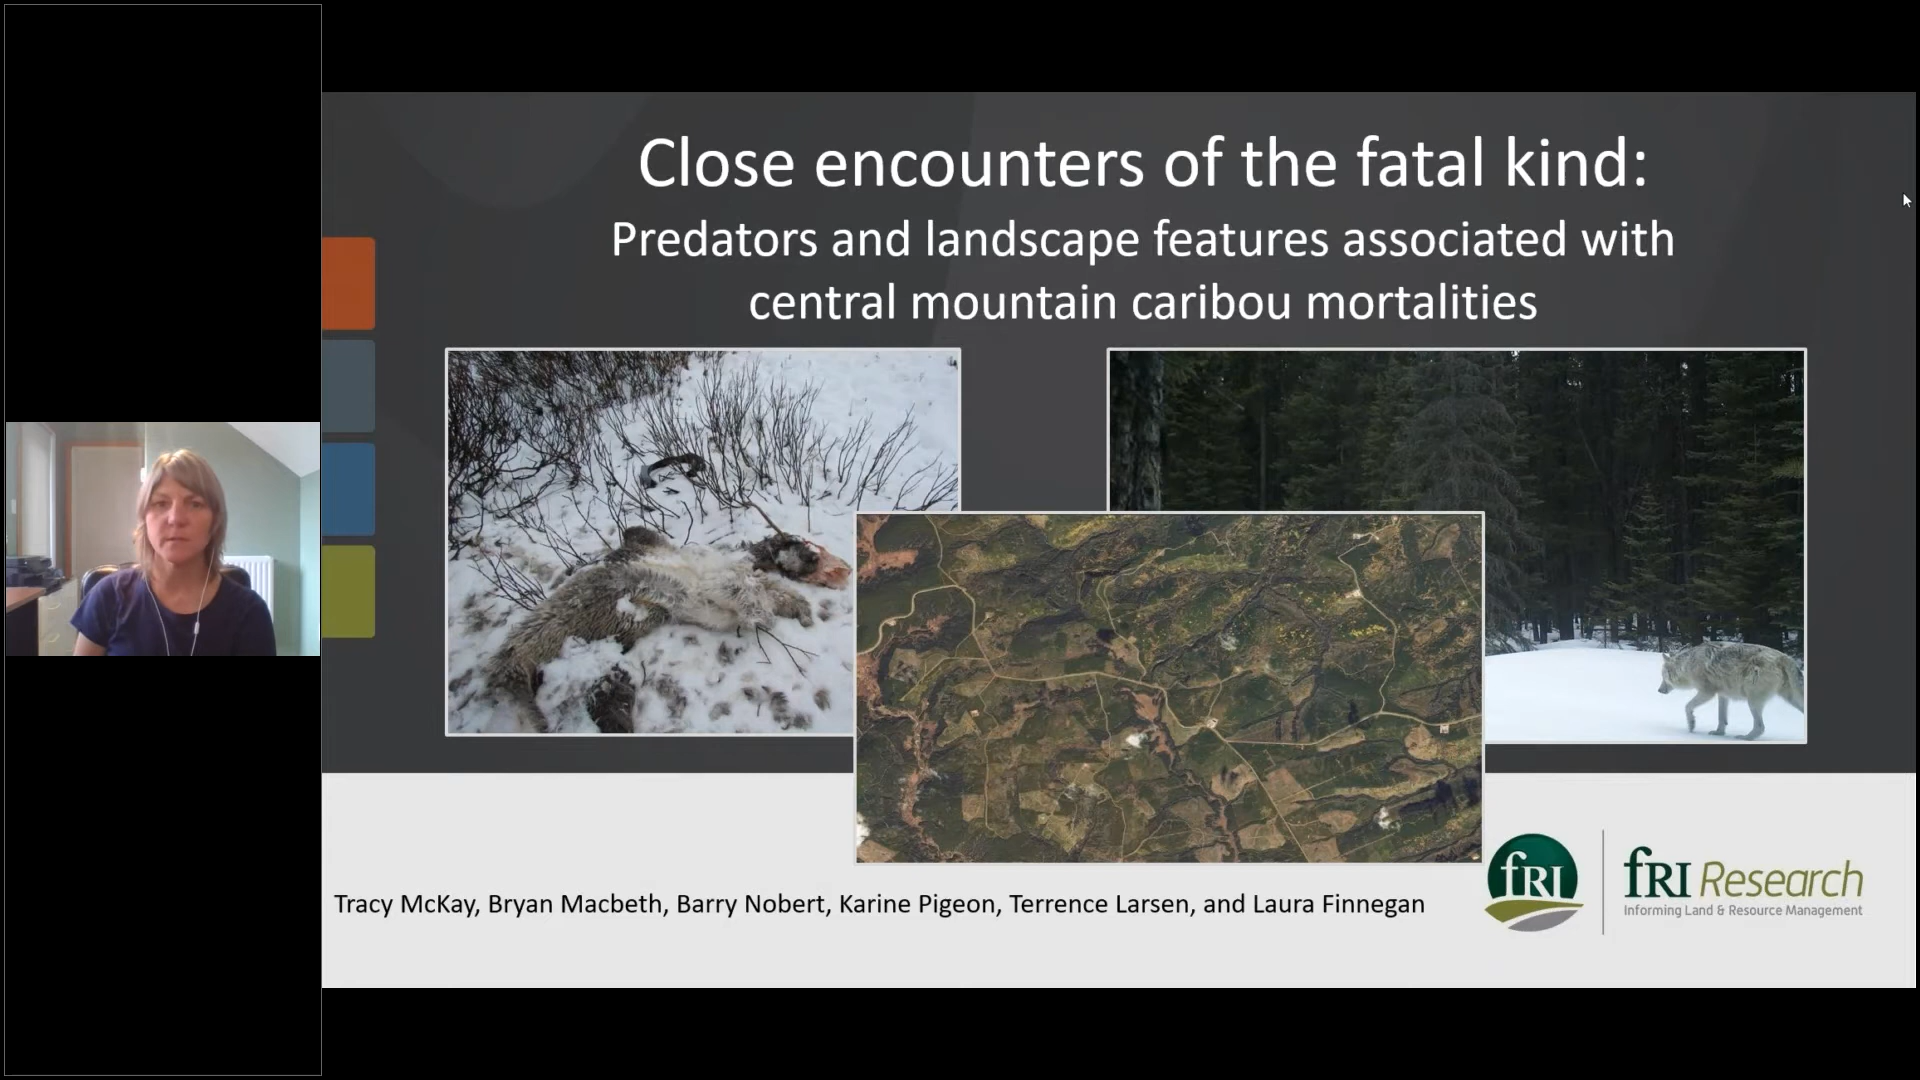 Close encounters of the fatal kind:
Predators and landscape features associated with
central mountain caribou mortalities
Tracy McKay, Bryan Macbeth, Barry Nobert, Karine Pigeon, Terrence Larsen, and Laura Finnegan
fRI
fRI Research
Informing Land & Resource Management